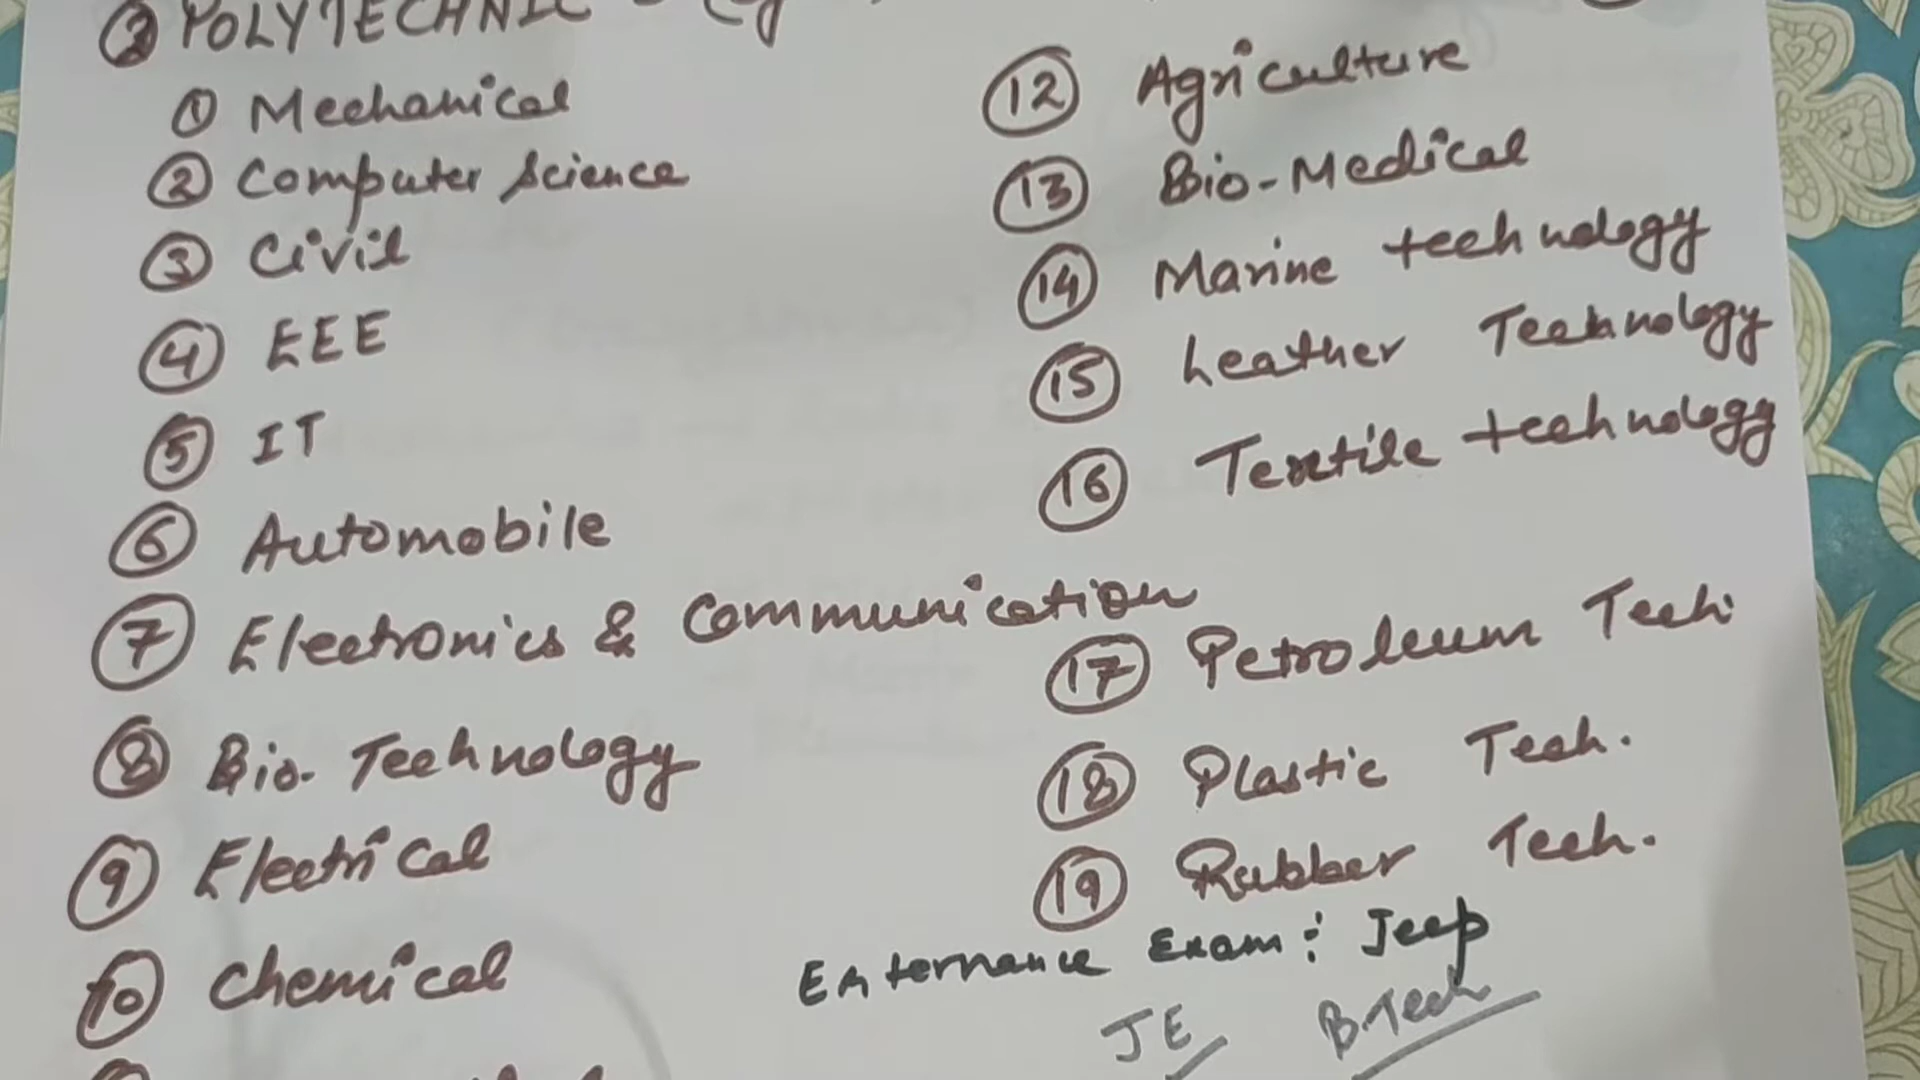 ② POLYTECHNIC
① Mechanical
② Computer Science
③ Civil
④ EEE
⑤ IT
⑥ Automobile
⑦ Electronics & Communication
⑧ Bio. Technology
⑨ Electrical
⑩ Chemical
⑫ Agriculture
⑬ Bio-Medical
⑭ Marine technology
⑮ Leather Technology
⑯ Textile technology
⑰ Petroleum Tech.
⑱ Plastic Tech.
⑲ Rubber Tech.
Enternance Exam: Jeep
JE B.Tech